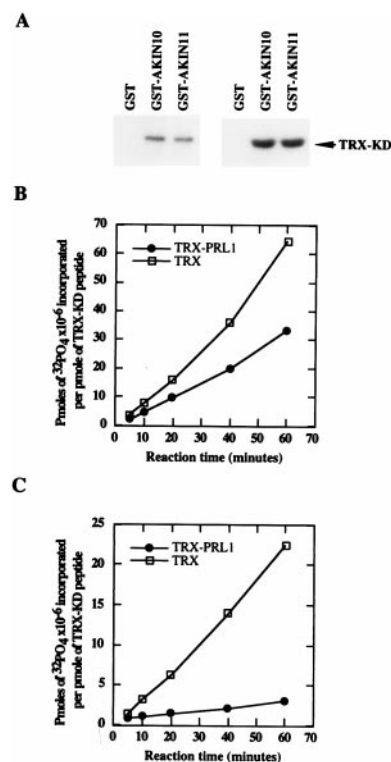 A
GST
GST-AKIN10
GST-AKIN11
GST
GST-AKIN10
GST-AKIN11
TRX-KD
B
Pmoles of ³²PO₄ x10⁻⁶ incorporated
per pmole of TRX-KD peptide
70
60
50
40
30
20
10
0
TRX-PRL1
TRX
0 10 20 30 40 50 60 70
Reaction time (minutes)
C
Pmoles of ³²PO₄ x10⁻⁶ incorporated
per pmole of TRX-KD peptide
25
20
15
10
5
0
TRX-PRL1
TRX
0 10 20 30 40 50 60 70
Reaction time (minutes)